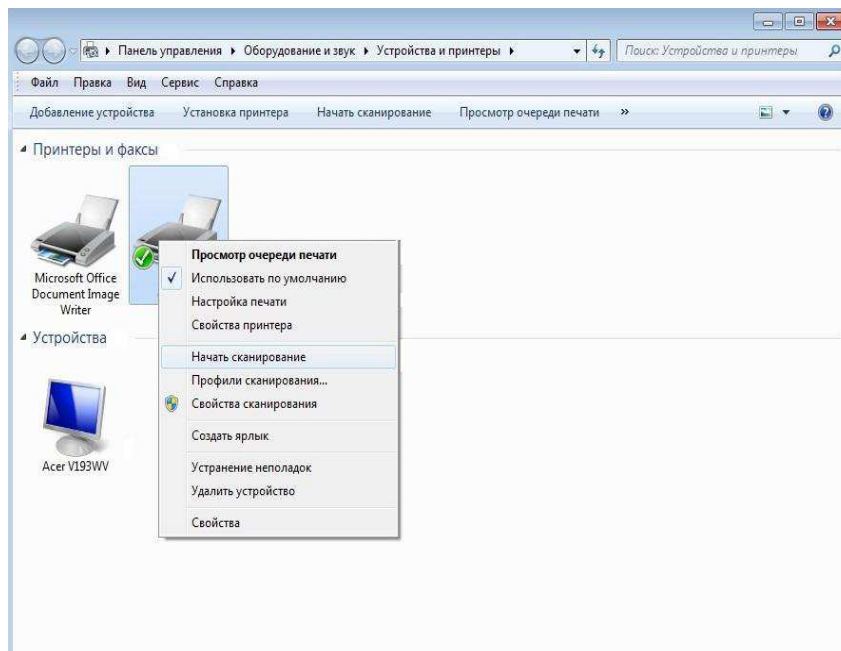 Панель управления ▸ Оборудование и звук ▸ Устройства и принтеры ▸
Поиск: Устройства и принтеры
Файл Правка Вид Сервис Справка
Добавление устройства Установка принтера Начать сканирование Просмотр очереди печати »
Принтеры и факсы
Microsoft Office
Document Image
Writer
Просмотр очереди печати
Использовать по умолчанию
Настройка печати
Свойства принтера
Начать сканирование
Профили сканирования...
Свойства сканирования
Создать ярлык
Устранение неполадок
Удалить устройство
Свойства
Устройства
Acer V193WV